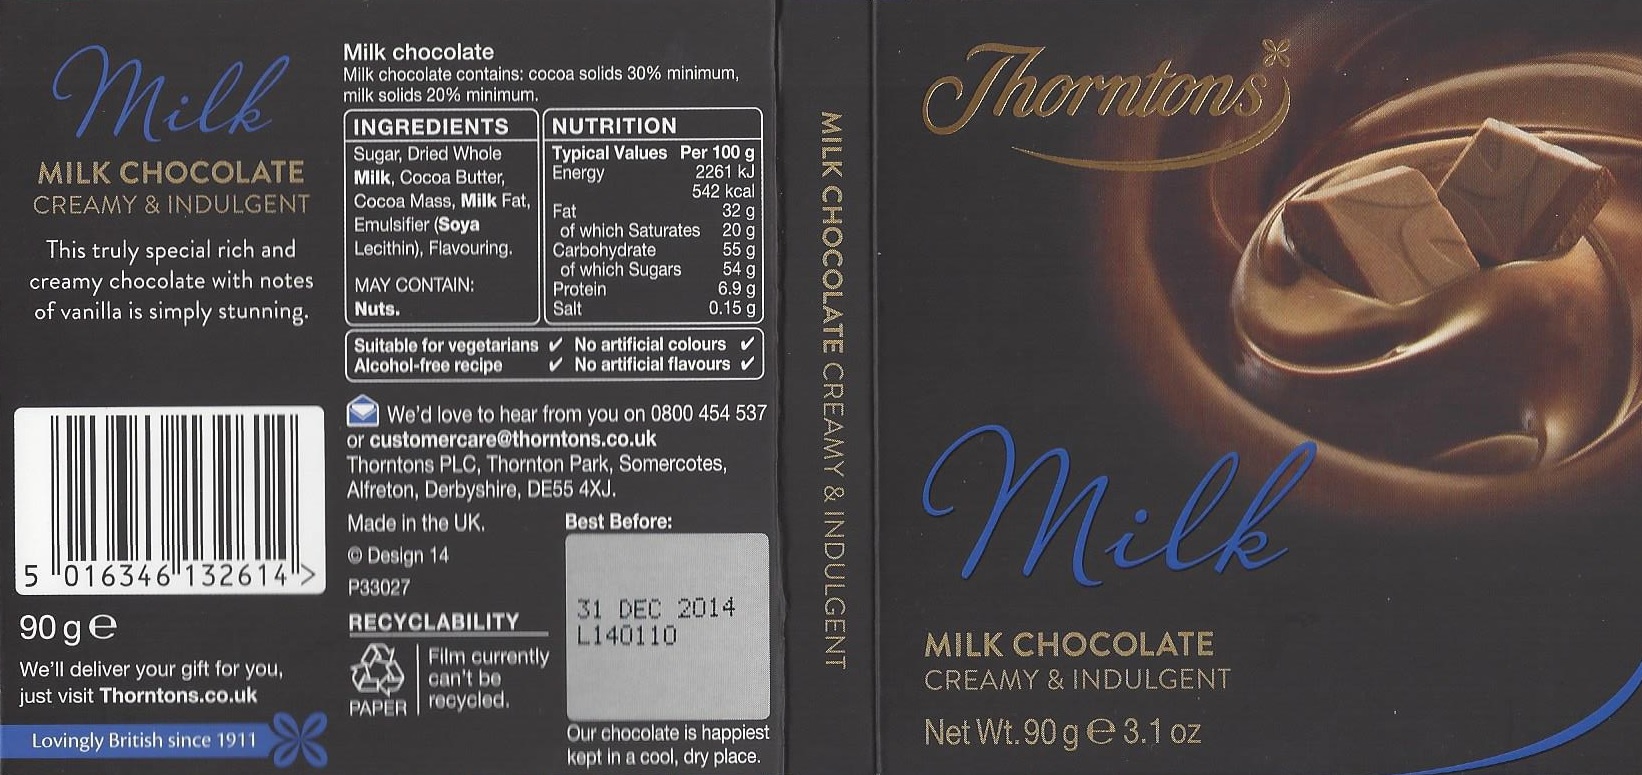 Milk
MILK CHOCOLATE
CREAMY & INDULGENT
This truly special rich and
creamy chocolate with notes
of vanilla is simply stunning.
5 016346 132614 >
90 g ℮
We'll deliver your gift for you,
just visit Thorntons.co.uk
Lovingly British since 1911
Milk chocolate
Milk chocolate contains: cocoa solids 30% minimum,
milk solids 20% minimum.
INGREDIENTS
Sugar, Dried Whole
Milk, Cocoa Butter,
Cocoa Mass, Milk Fat,
Emulsifier (Soya
Lecithin), Flavouring.
MAY CONTAIN:
Nuts.
NUTRITION
Typical Values Per 100 g
Energy 2261 kJ
542 kcal
Fat 32 g
of which Saturates 20 g
Carbohydrate 55 g
of which Sugars 54 g
Protein 6.9 g
Salt 0.15 g
Suitable for vegetarians ✓ No artificial colours ✓
Alcohol-free recipe ✓ No artificial flavours ✓
We'd love to hear from you on 0800 454 537
or customercare@thorntons.co.uk
Thorntons PLC, Thornton Park, Somercotes,
Alfreton, Derbyshire, DE55 4XJ.
Made in the UK.
© Design 14
P33027
RECYCLABILITY
PAPER
Film currently
can't be
recycled.
Best Before:
31 DEC 2014
L140110
Our chocolate is happiest
kept in a cool, dry place.
MILK CHOCOLATE CREAMY & INDULGENT
Thorntons
Milk
MILK CHOCOLATE
CREAMY & INDULGENT
Net Wt. 90 g ℮ 3.1 oz